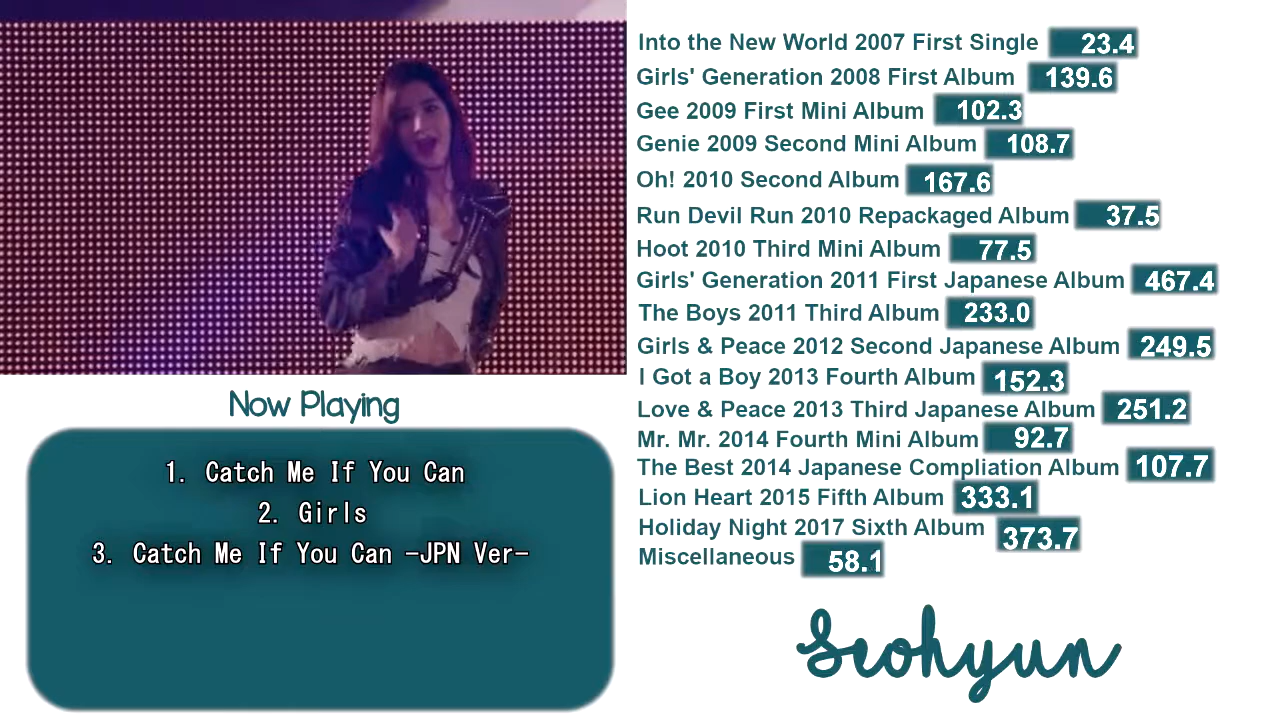 Now Playing
1. Catch Me If You Can
2. Girls
3. Catch Me If You Can -JPN Ver-
Into the New World 2007 First Single 23.4
Girls' Generation 2008 First Album 139.6
Gee 2009 First Mini Album 102.3
Genie 2009 Second Mini Album 108.7
Oh! 2010 Second Album 167.6
Run Devil Run 2010 Repackaged Album 37.5
Hoot 2010 Third Mini Album 77.5
Girls' Generation 2011 First Japanese Album 467.4
The Boys 2011 Third Album 233.0
Girls & Peace 2012 Second Japanese Album 249.5
I Got a Boy 2013 Fourth Album 152.3
Love & Peace 2013 Third Japanese Album 251.2
Mr. Mr. 2014 Fourth Mini Album 92.7
The Best 2014 Japanese Compliation Album 107.7
Lion Heart 2015 Fifth Album 333.1
Holiday Night 2017 Sixth Album 373.7
Miscellaneous 58.1
Seohyun